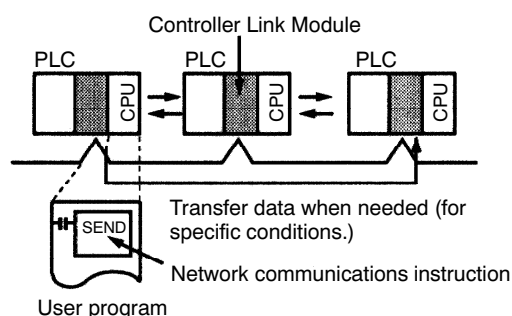 Controller Link Module
PLC PLC PLC
CPU CPU CPU
Transfer data when needed (for
specific conditions.)
SEND
Network communications instruction
User program